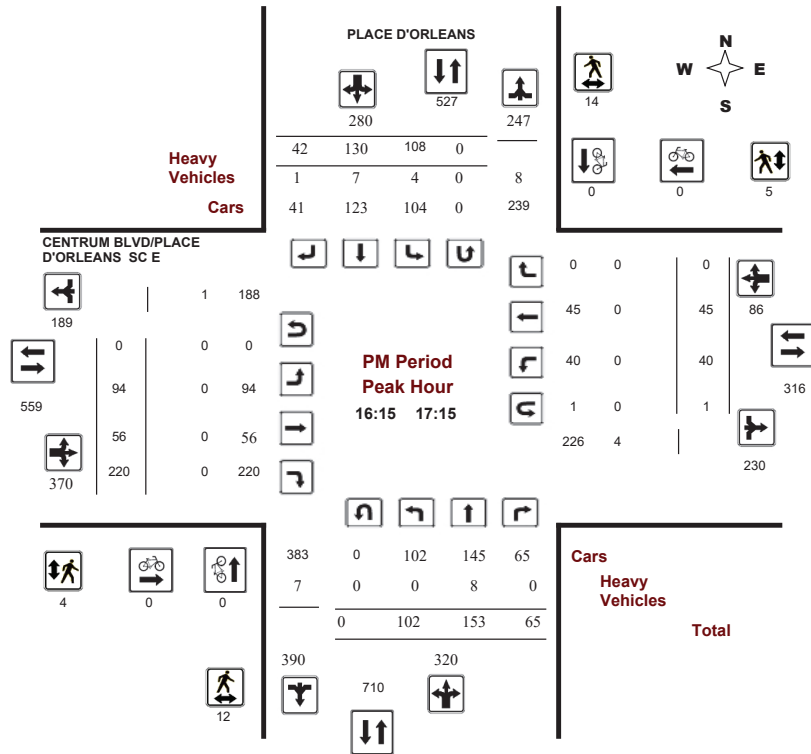 PLACE D'ORLEANS
N
W E
S
527
14
280 247
42 130 108 0
Heavy
Vehicles
1 7 4 0 8
Cars
41 123 104 0 239
0 0 5
CENTRUM BLVD/PLACE
D'ORLEANS SC E
1 188
189
0 0 0
94 0 94
559
56 0 56
220 0 220
370
PM Period
Peak Hour
16:15 17:15
0 0 0
45 0 45
86
40 0 40
316
1 0 1
226 4
230
383 0 102 145 65
Cars
7 0 0 8 0
Heavy
Vehicles
0 102 153 65
Total
4 0 0
390 320
710
12